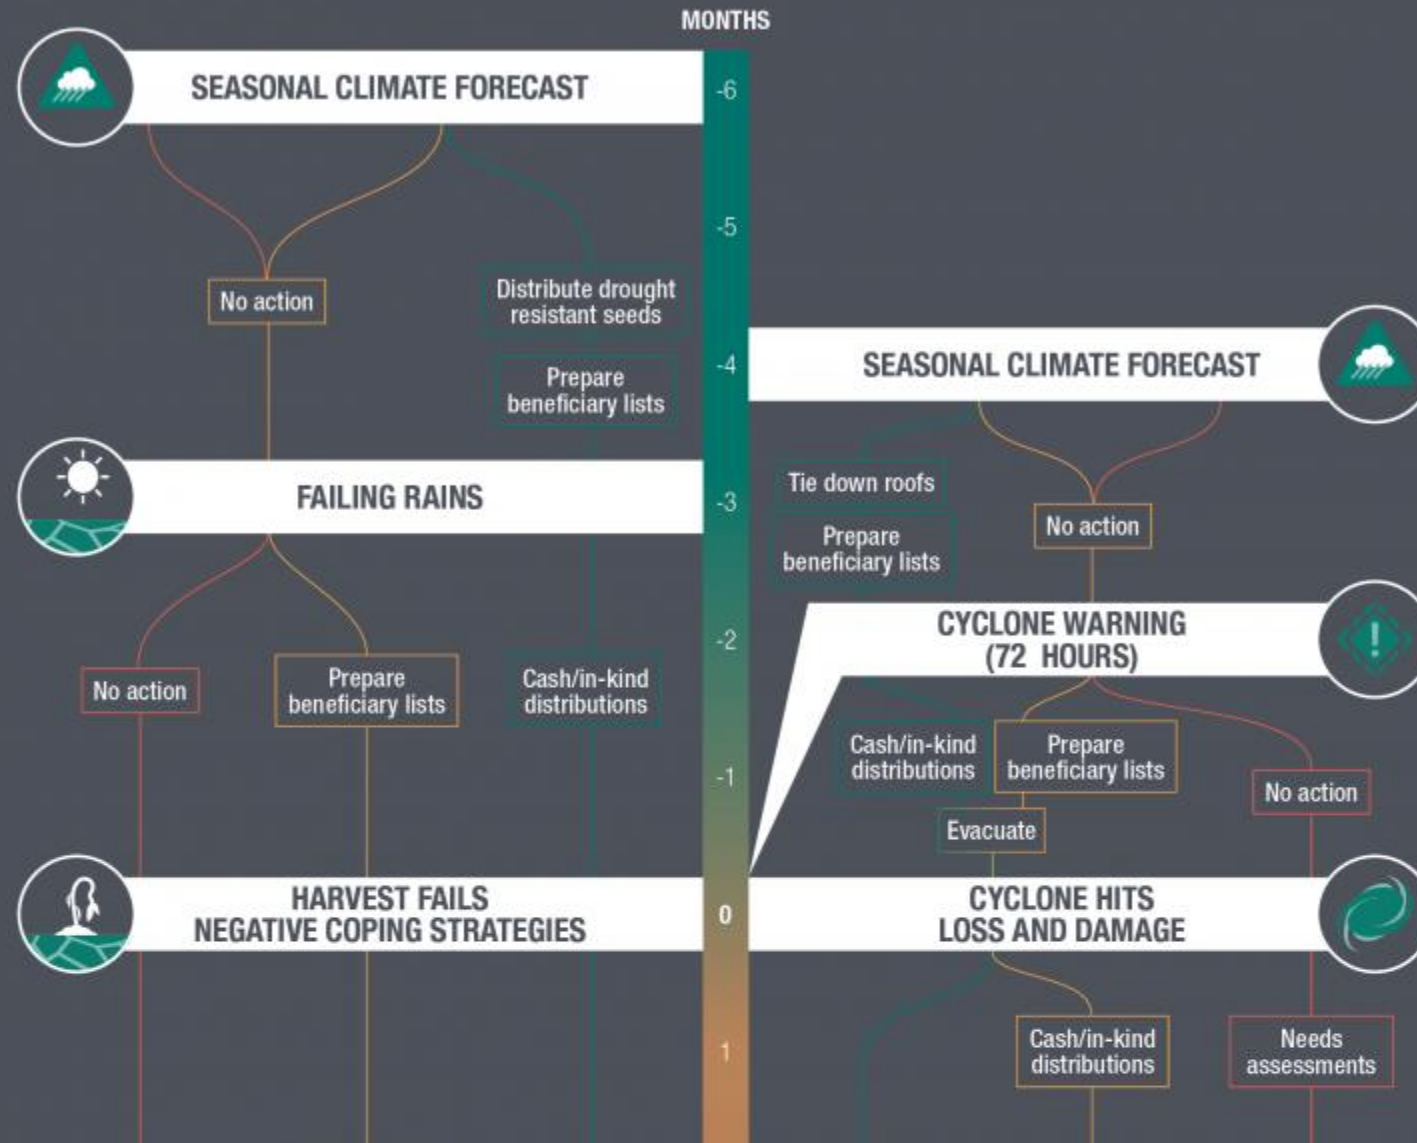 MONTHS
SEASONAL CLIMATE FORECAST
-6
-5
No action
Distribute drought
resistant seeds
Prepare
beneficiary lists
-4
SEASONAL CLIMATE FORECAST
FAILING RAINS
-3
Tie down roofs
Prepare
beneficiary lists
No action
-2
CYCLONE WARNING
(72 HOURS)
No action
Prepare
beneficiary lists
Cash/in-kind
distributions
-1
Cash/in-kind
distributions
Prepare
beneficiary lists
No action
Evacuate
HARVEST FAILS
NEGATIVE COPING STRATEGIES
0
CYCLONE HITS
LOSS AND DAMAGE
1
Cash/in-kind
distributions
Needs
assessments